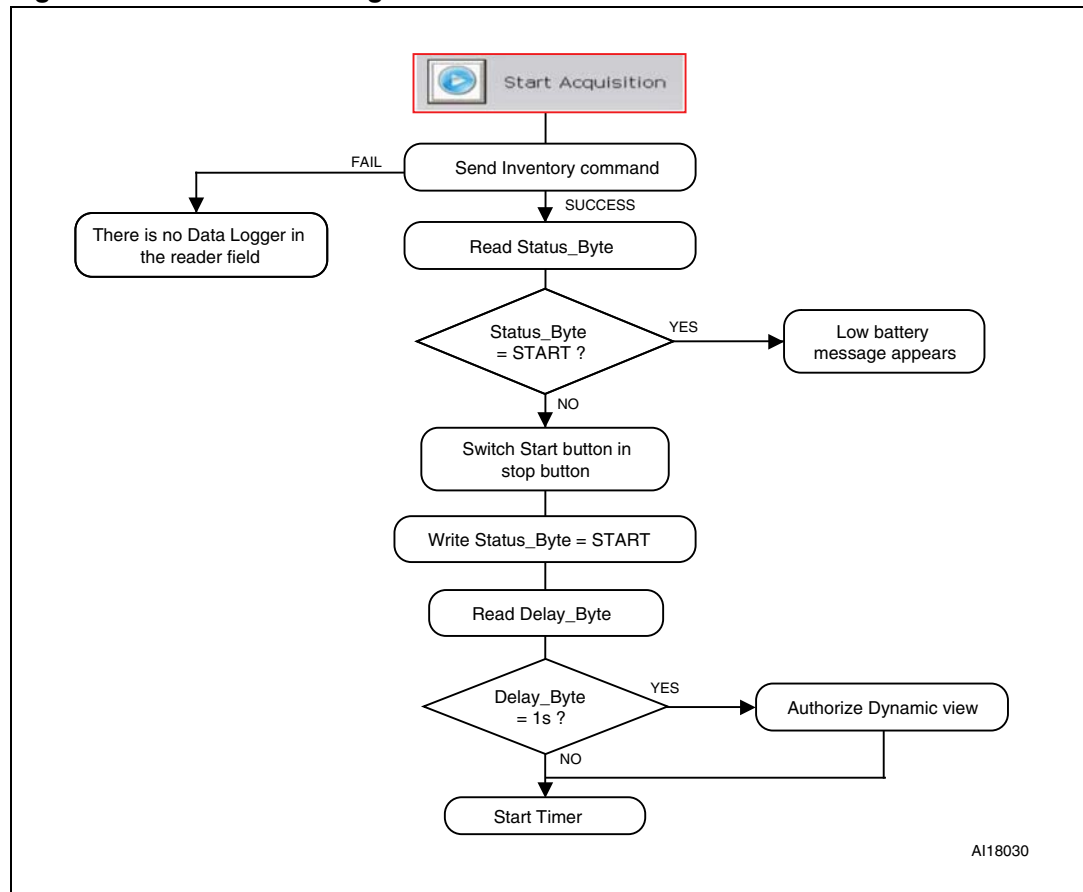 Start Acquisition
Send Inventory command
FAIL
SUCCESS
There is no Data Logger in
the reader field
Read Status_Byte
Status_Byte
= START ?
YES
Low battery
message appears
NO
Switch Start button in
stop button
Write Status_Byte = START
Read Delay_Byte
Delay_Byte
= 1s ?
YES
Authorize Dynamic view
NO
Start Timer
AI18030